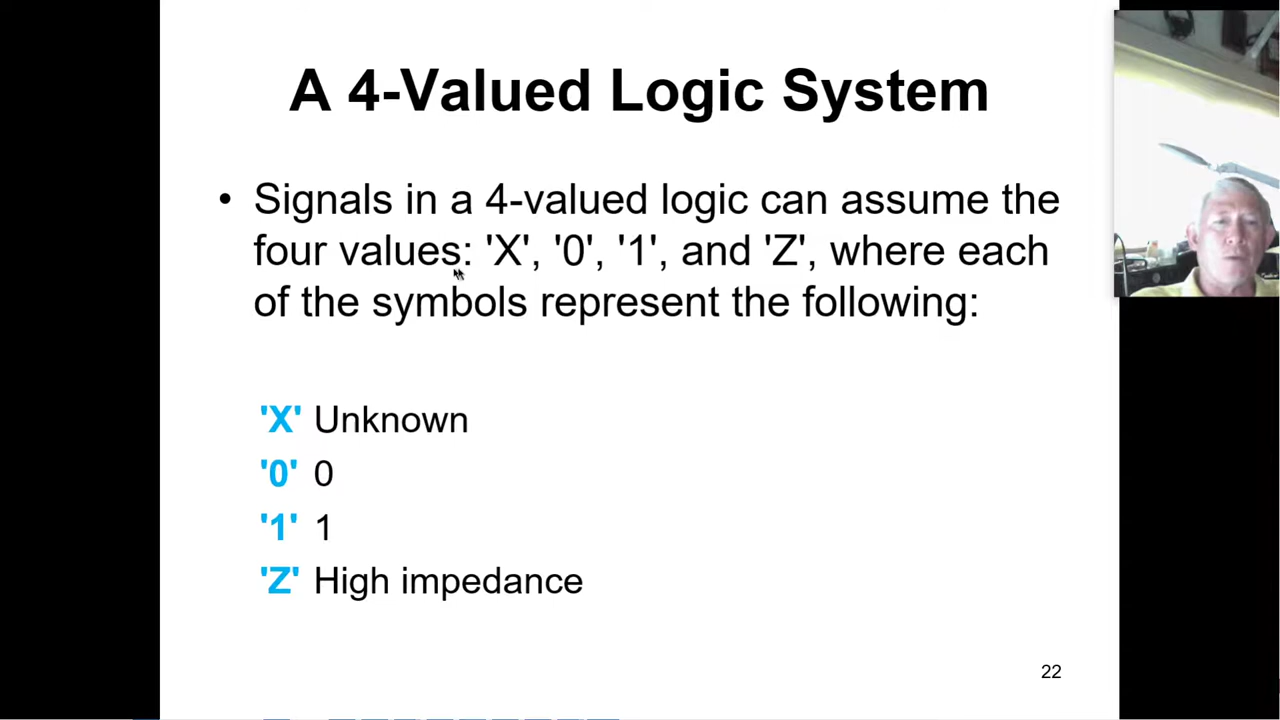 A 4-Valued Logic System
• Signals in a 4-valued logic can assume the
four values: 'X', '0', '1', and 'Z', where each
of the symbols represent the following:
'X' Unknown
'0' 0
'1' 1
'Z' High impedance
22